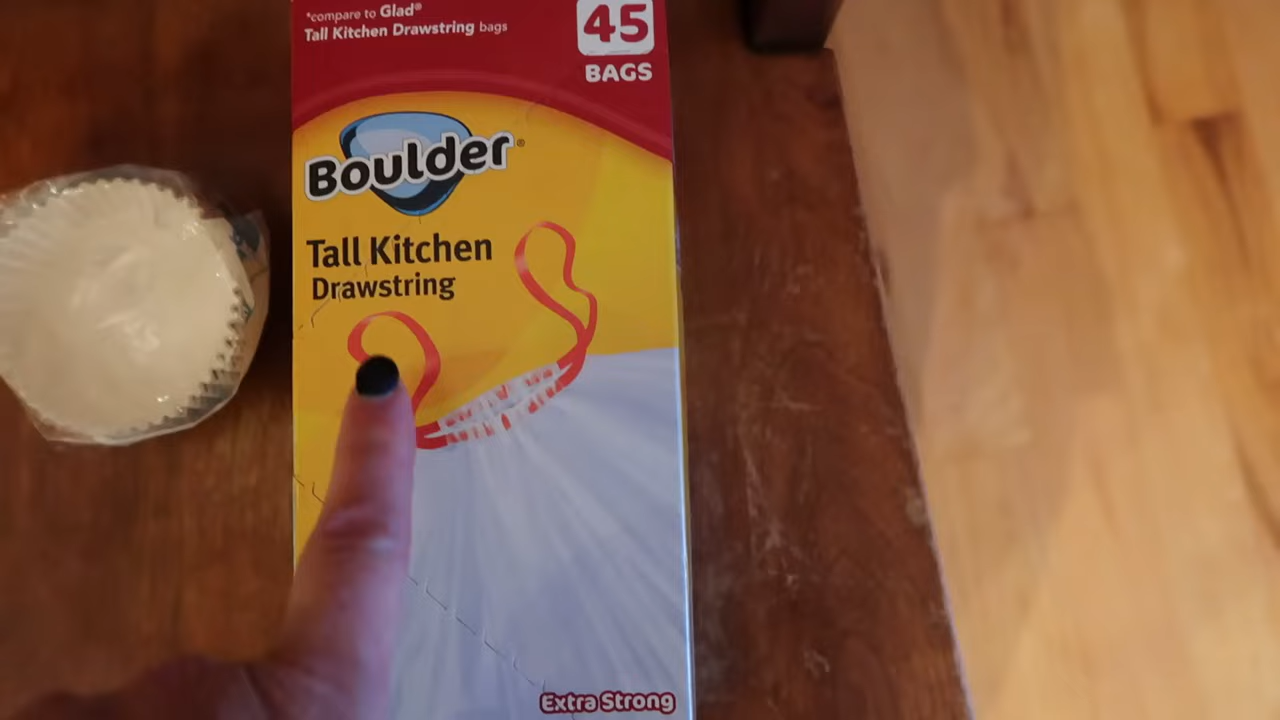 *compare to Glad®
Tall Kitchen Drawstring bags
45
BAGS
Boulder®
Tall Kitchen
Drawstring
Extra Strong